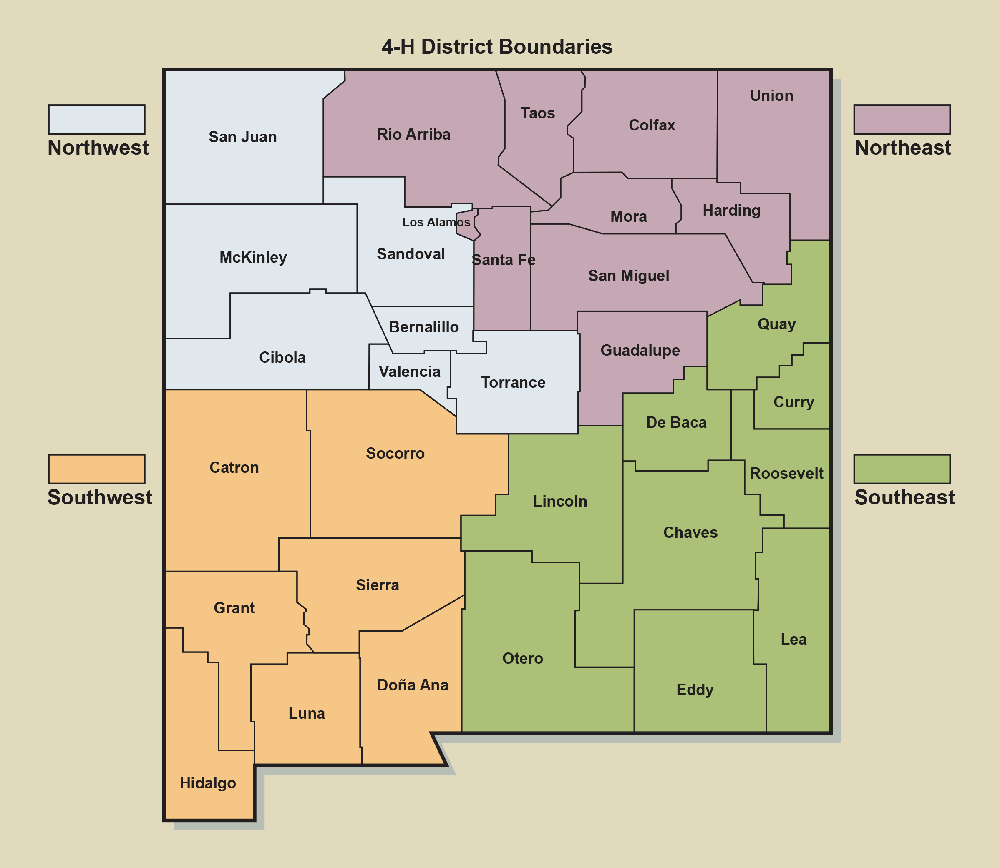 4-H District Boundaries
Northwest
Northeast
Southwest
Southeast
San Juan
Rio Arriba
Taos
Colfax
Union
McKinley
Sandoval
Los Alamos
Santa Fe
Mora
Harding
San Miguel
Cibola
Bernalillo
Valencia
Torrance
Guadalupe
Quay
Curry
De Baca
Roosevelt
Catron
Socorro
Lincoln
Chaves
Sierra
Grant
Otero
Eddy
Lea
Doña Ana
Luna
Hidalgo